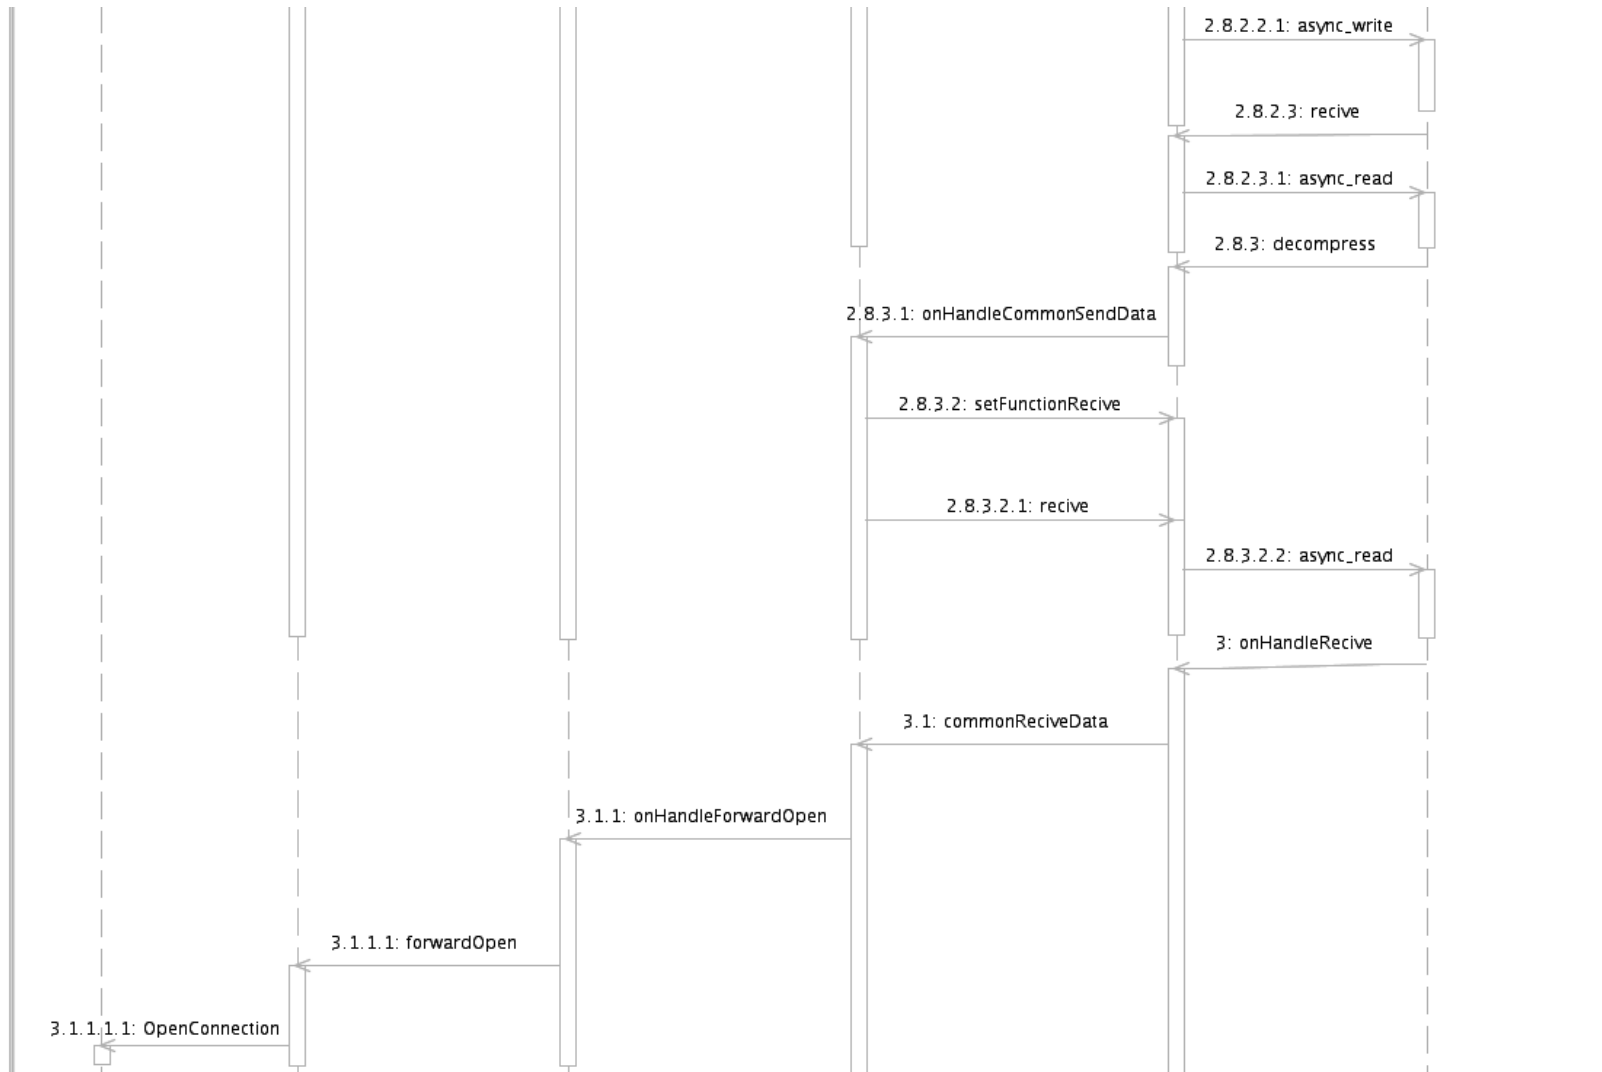 2.8.2.2.1: async_write
2.8.2.3: recive
2.8.2.3.1: async_read
2.8.3: decompress
2.8.3.1: onHandleCommonSendData
2.8.3.2: setFunctionRecive
2.8.3.2.1: recive
2.8.3.2.2: async_read
3: onHandleRecive
3.1: commonReciveData
3.1.1: onHandleForwardOpen
3.1.1.1: forwardOpen
3.1.1.1.1: OpenConnection